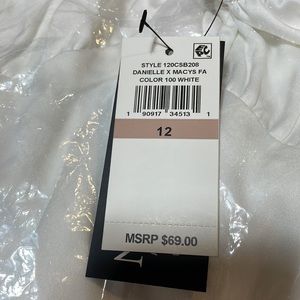 STYLE 120CSB208
DANIELLE X MACYS FA
COLOR 100 WHITE
1 90917 34513 1
12
MSRP $69.00